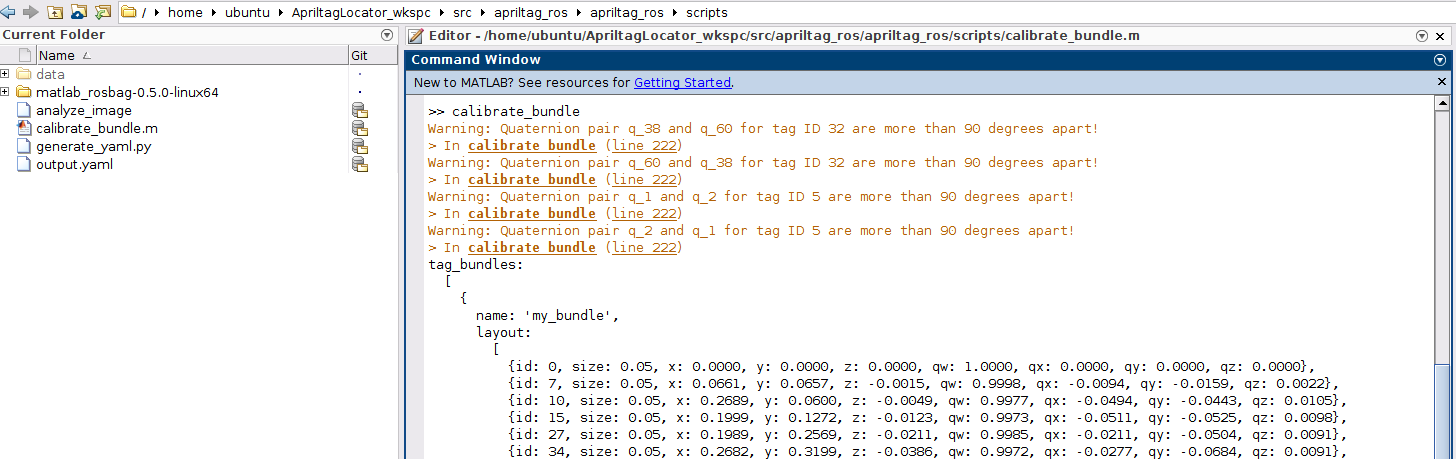 / ▸ home ▸ ubuntu ▸ ApriltagLocator_wkspc ▸ src ▸ apriltag_ros ▸ apriltag_ros ▸ scripts
Current Folder
Name Git
data
matlab_rosbag-0.5.0-linux64
analyze_image
calibrate_bundle.m
generate_yaml.py
output.yaml
Editor - /home/ubuntu/ApriltagLocator_wkspc/src/apriltag_ros/apriltag_ros/scripts/calibrate_bundle.m
Command Window
New to MATLAB? See resources for Getting Started.
>> calibrate_bundle
Warning: Quaternion pair q_38 and q_60 for tag ID 32 are more than 90 degrees apart!
> In calibrate bundle (line 222)
Warning: Quaternion pair q_60 and q_38 for tag ID 32 are more than 90 degrees apart!
> In calibrate bundle (line 222)
Warning: Quaternion pair q_1 and q_2 for tag ID 5 are more than 90 degrees apart!
> In calibrate bundle (line 222)
Warning: Quaternion pair q_2 and q_1 for tag ID 5 are more than 90 degrees apart!
> In calibrate bundle (line 222)
tag_bundles:
[
{
name: 'my_bundle',
layout:
[
{id: 0, size: 0.05, x: 0.0000, y: 0.0000, z: 0.0000, qw: 1.0000, qx: 0.0000, qy: 0.0000, qz: 0.0000},
{id: 7, size: 0.05, x: 0.0661, y: 0.0657, z: -0.0015, qw: 0.9998, qx: -0.0094, qy: -0.0159, qz: 0.0022},
{id: 10, size: 0.05, x: 0.2689, y: 0.0600, z: -0.0049, qw: 0.9977, qx: -0.0494, qy: -0.0443, qz: 0.0105},
{id: 15, size: 0.05, x: 0.1999, y: 0.1272, z: -0.0123, qw: 0.9973, qx: -0.0511, qy: -0.0525, qz: 0.0098},
{id: 27, size: 0.05, x: 0.1989, y: 0.2569, z: -0.0211, qw: 0.9985, qx: -0.0211, qy: -0.0504, qz: 0.0091},
{id: 34, size: 0.05, x: 0.2682, y: 0.3199, z: -0.0386, qw: 0.9972, qx: -0.0277, qy: -0.0684, qz: 0.0091},